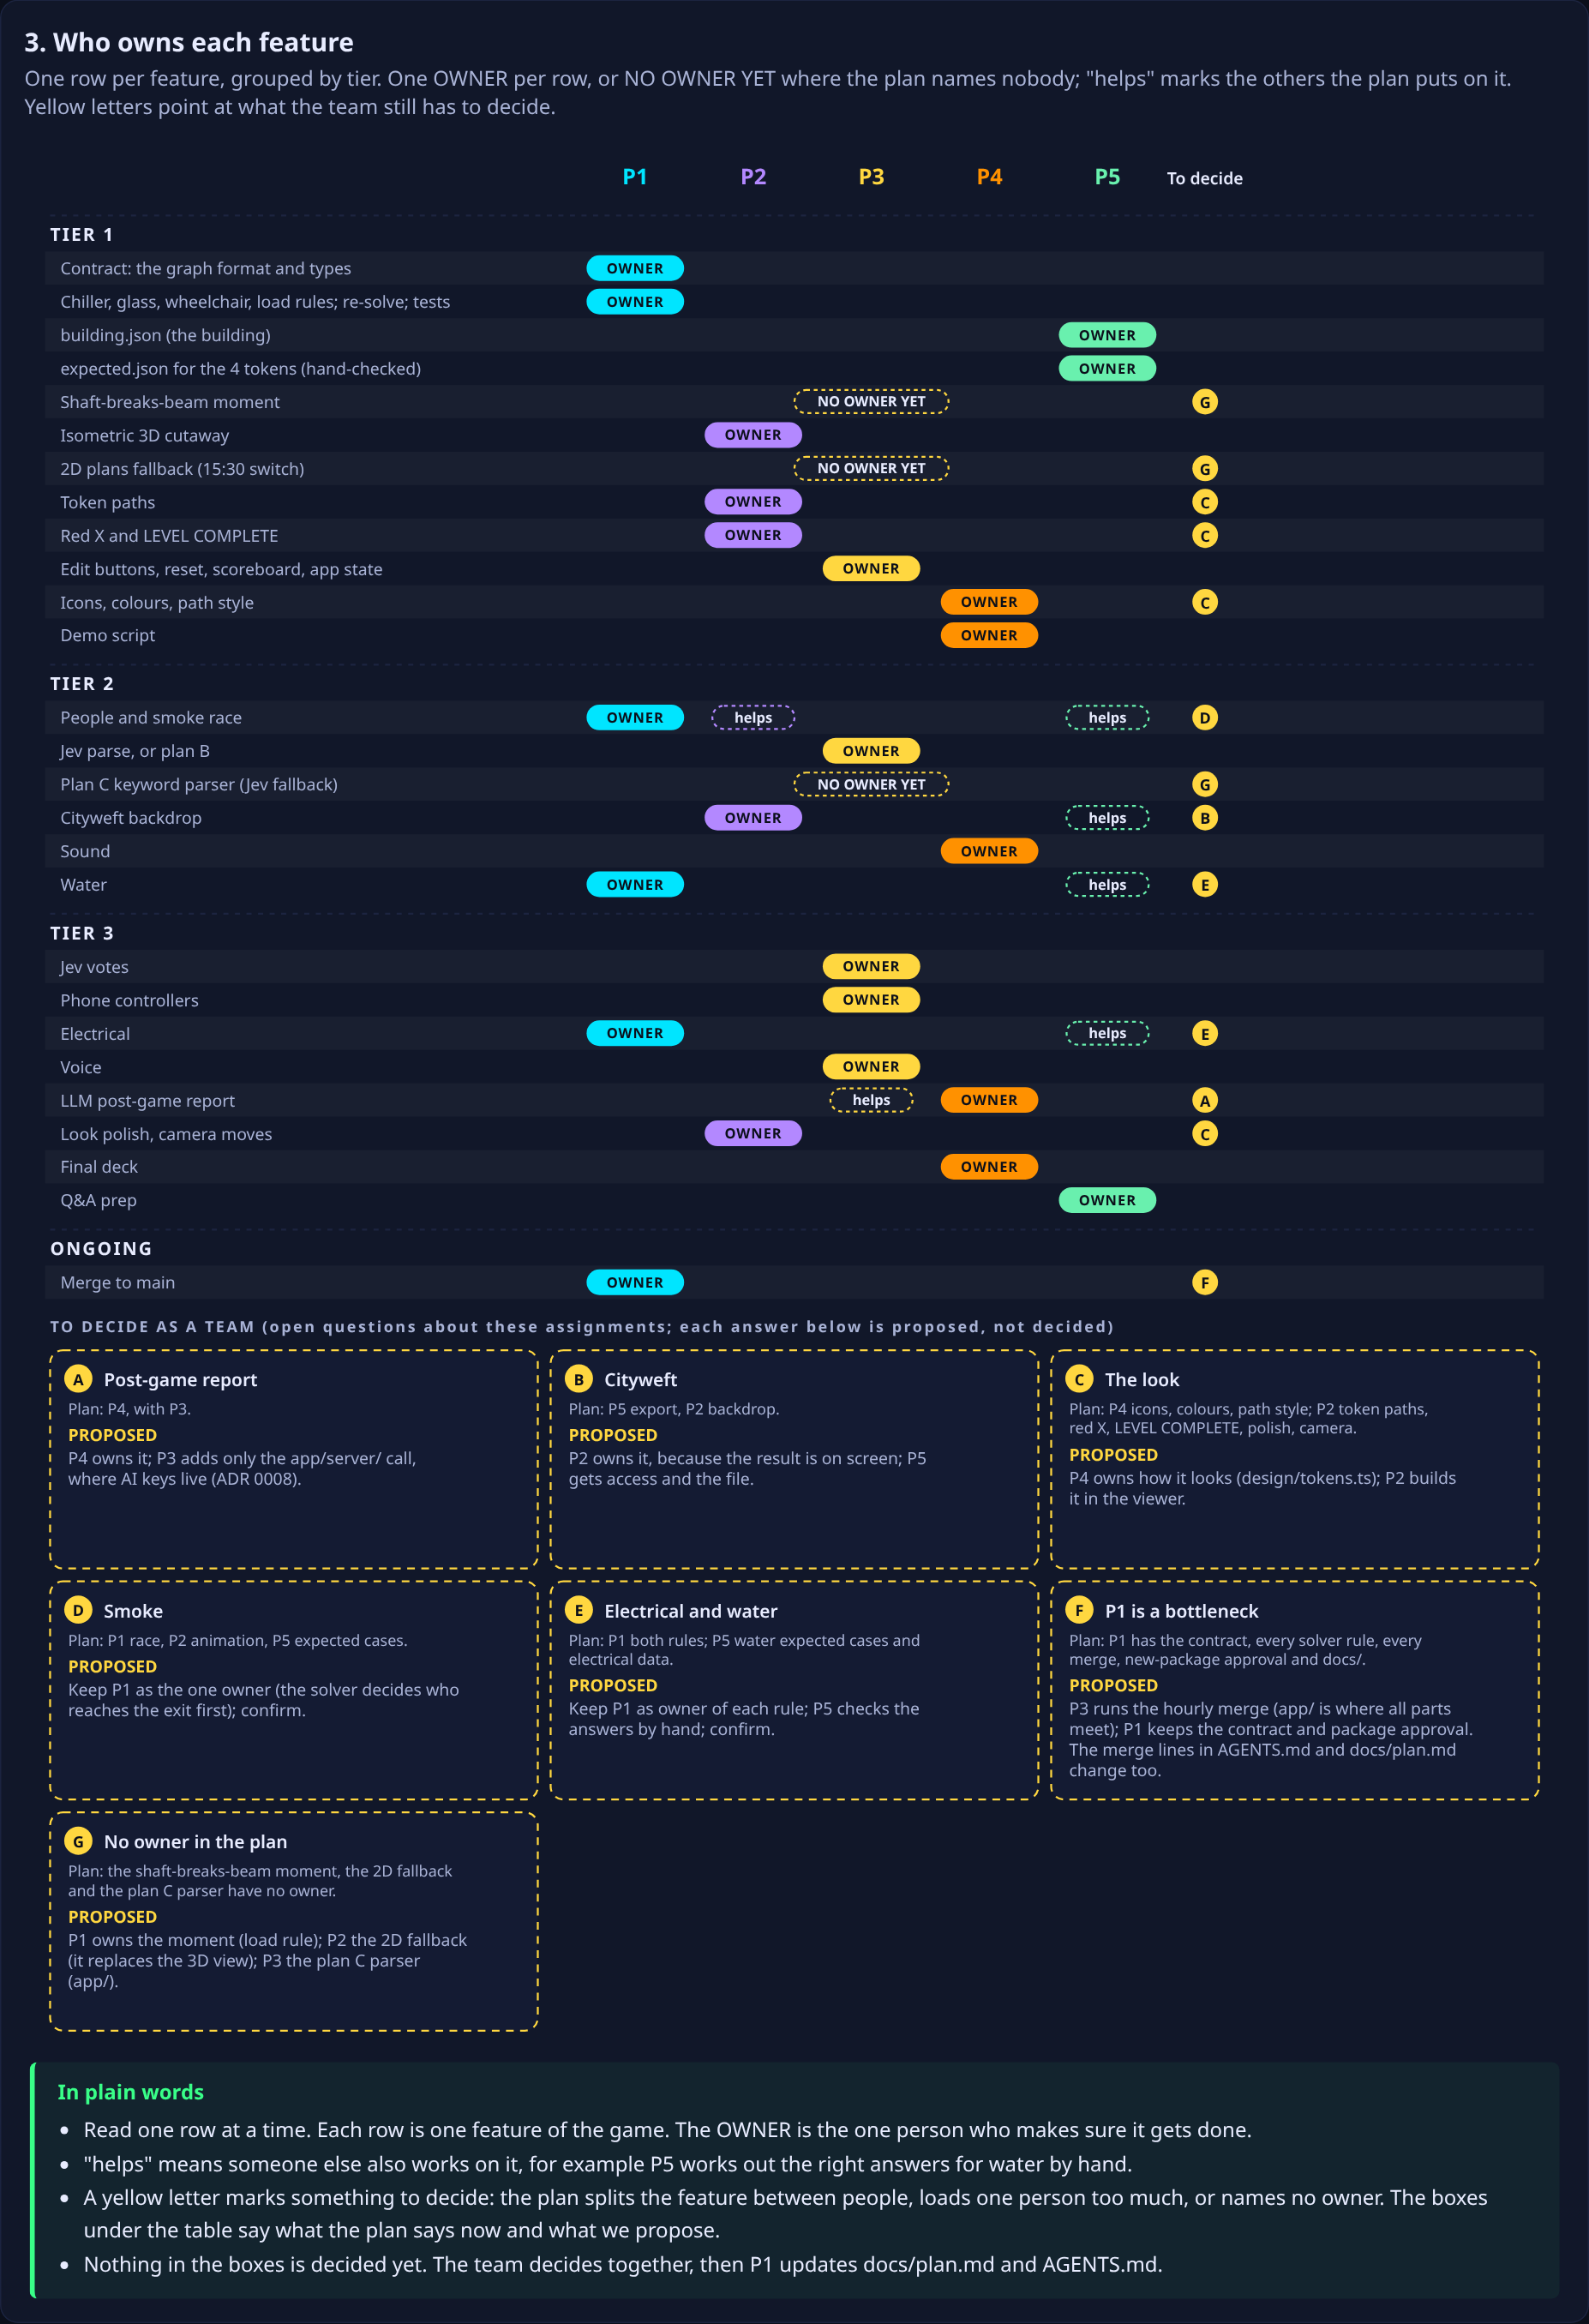 3. Who owns each feature
One row per feature, grouped by tier. One OWNER per row, or NO OWNER YET where the plan names nobody; "helps" marks the others the plan puts on it.
Yellow letters point at what the team still has to decide.
P1 P2 P3 P4 P5 To decide
TIER 1
Contract: the graph format and types OWNER
Chiller, glass, wheelchair, load rules; re-solve; tests OWNER
building.json (the building) OWNER
expected.json for the 4 tokens (hand-checked) OWNER
Shaft-breaks-beam moment NO OWNER YET G
Isometric 3D cutaway OWNER
2D plans fallback (15:30 switch) NO OWNER YET G
Token paths OWNER C
Red X and LEVEL COMPLETE OWNER C
Edit buttons, reset, scoreboard, app state OWNER
Icons, colours, path style OWNER C
Demo script OWNER
TIER 2
People and smoke race OWNER helps helps D
Jev parse, or plan B OWNER
Plan C keyword parser (Jev fallback) NO OWNER YET G
Cityweft backdrop OWNER helps B
Sound OWNER
Water OWNER helps E
TIER 3
Jev votes OWNER
Phone controllers OWNER
Electrical OWNER helps E
Voice OWNER
LLM post-game report helps OWNER A
Look polish, camera moves OWNER C
Final deck OWNER
Q&A prep OWNER
ONGOING
Merge to main OWNER F
TO DECIDE AS A TEAM (open questions about these assignments; each answer below is proposed, not decided)
A Post-game report
Plan: P4, with P3.
PROPOSED
P4 owns it; P3 adds only the app/server/ call,
where AI keys live (ADR 0008).
B Cityweft
Plan: P5 export, P2 backdrop.
PROPOSED
P2 owns it, because the result is on screen; P5
gets access and the file.
C The look
Plan: P4 icons, colours, path style; P2 token paths,
red X, LEVEL COMPLETE, polish, camera.
PROPOSED
P4 owns how it looks (design/tokens.ts); P2 builds
it in the viewer.
D Smoke
Plan: P1 race, P2 animation, P5 expected cases.
PROPOSED
Keep P1 as the one owner (the solver decides who
reaches the exit first); confirm.
E Electrical and water
Plan: P1 both rules; P5 water expected cases and
electrical data.
PROPOSED
Keep P1 as owner of each rule; P5 checks the
answers by hand; confirm.
F P1 is a bottleneck
Plan: P1 has the contract, every solver rule, every
merge, new-package approval and docs/.
PROPOSED
P3 runs the hourly merge (app/ is where all parts
meet); P1 keeps the contract and package approval.
The merge lines in AGENTS.md and docs/plan.md
change too.
G No owner in the plan
Plan: the shaft-breaks-beam moment, the 2D fallback
and the plan C parser have no owner.
PROPOSED
P1 owns the moment (load rule); P2 the 2D fallback
(it replaces the 3D view); P3 the plan C parser
(app/).
In plain words
• Read one row at a time. Each row is one feature of the game. The OWNER is the one person who makes sure it gets done.
• "helps" means someone else also works on it, for example P5 works out the right answers for water by hand.
• A yellow letter marks something to decide: the plan splits the feature between people, loads one person too much, or names no owner. The boxes
under the table say what the plan says now and what we propose.
• Nothing in the boxes is decided yet. The team decides together, then P1 updates docs/plan.md and AGENTS.md.